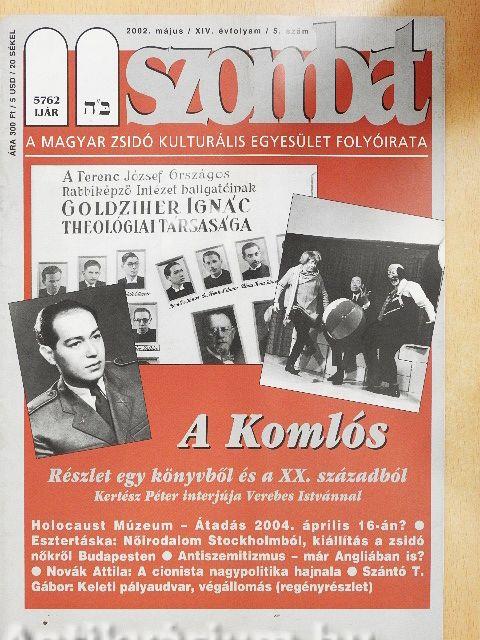 2002. május / XIV. évfolyam / 5. szám
ÁRA 300 Ft / 5 USD / 20 SÉKEL
5762
IJÁR
ב"ה
szombat
A MAGYAR ZSIDÓ KULTURÁLIS EGYESÜLET FOLYÓIRATA
A Ferenc József Országos
Rabbiképző Intézet hallgatóinak
GOLDZIHER IGNÁC
THEOLÓGIAI TÁRSASÁGA
A Komlós
Részlet egy könyvből és a XX. századból
Kertész Péter interjúja Verebes Istvánnal
Holocaust Múzeum – Átadás 2004. április 16-án? ●
Esertártáska: Nőirodalom Stockholmból, kiállítás a zsidó
nőkről Budapesten ● Antiszemitizmus – már Angliában is?
● Novák Attila: A cionista nagypolitika hajnala ● Szántó T.
Gábor: Keleti pályaudvar, végállomás (regényrészlet)